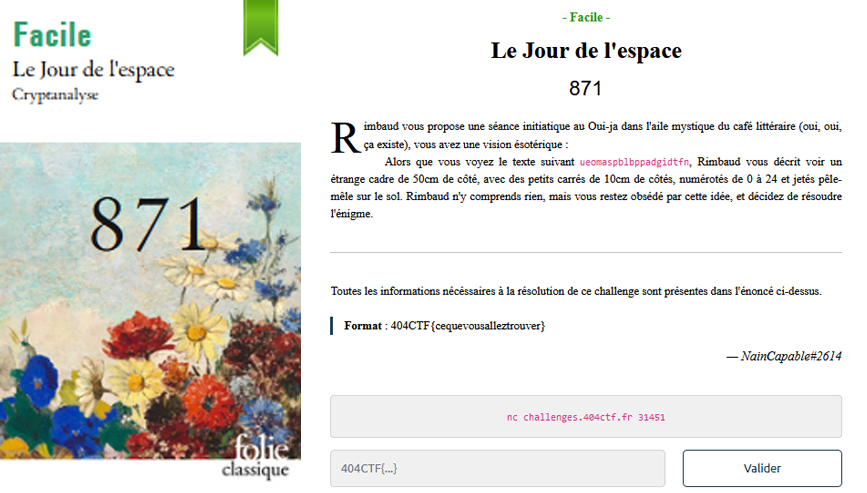 Facile
Le Jour de l'espace
Cryptanalyse
871
folio
classique
- Facile -
Le Jour de l'espace
871
Rimbaud vous propose une séance initiatique au Oui-ja dans l'aile mystique du café littéraire (oui, oui,
ça existe), vous avez une vision ésotérique :
Alors que vous voyez le texte suivant ueomaspblbppadgidtfn, Rimbaud vous décrit voir un
étrange cadre de 50cm de côté, avec des petits carrés de 10cm de côtés, numérotés de 0 à 24 et jetés pêle-
mêle sur le sol. Rimbaud n'y comprends rien, mais vous restez obsédé par cette idée, et décidez de résoudre
l'énigme.
Toutes les informations nécéssaires à la résolution de ce challenge sont présentes dans l'énoncé ci-dessus.
Format : 404CTF{cequevousalleztrouver}
— NainCapable#2614
nc challenges.404ctf.fr 31451
404CTF{...}
Valider